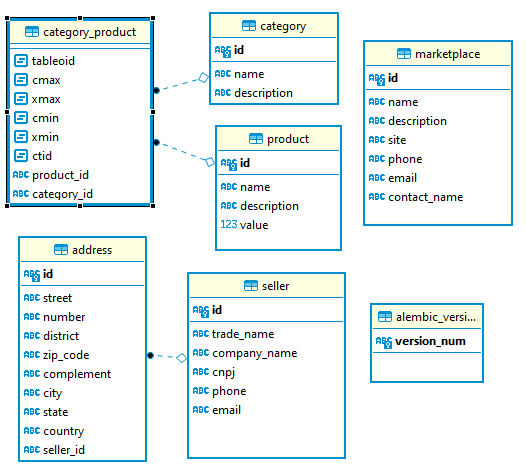 category_product
tableoid
cmax
xmax
cmin
xmin
ctid
ABC product_id
ABC category_id
category
ABC id
ABC name
ABC description
product
ABC id
ABC name
ABC description
123 value
marketplace
ABC id
ABC name
ABC description
ABC site
ABC phone
ABC email
ABC contact_name
address
ABC id
ABC street
ABC number
ABC district
ABC zip_code
ABC complement
ABC city
ABC state
ABC country
ABC seller_id
seller
ABC id
ABC trade_name
ABC company_name
ABC cnpj
ABC phone
ABC email
alembic_versi...
ABC version_num